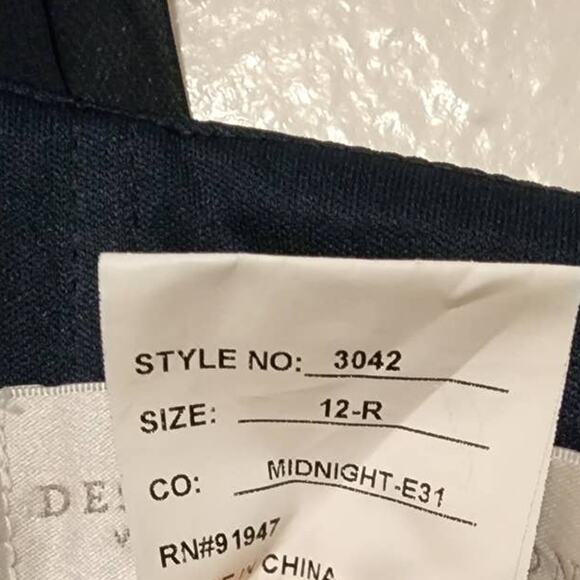 STYLE NO: 3042
SIZE: 12-R
CO: MIDNIGHT-E31
RN#91947
CHINA